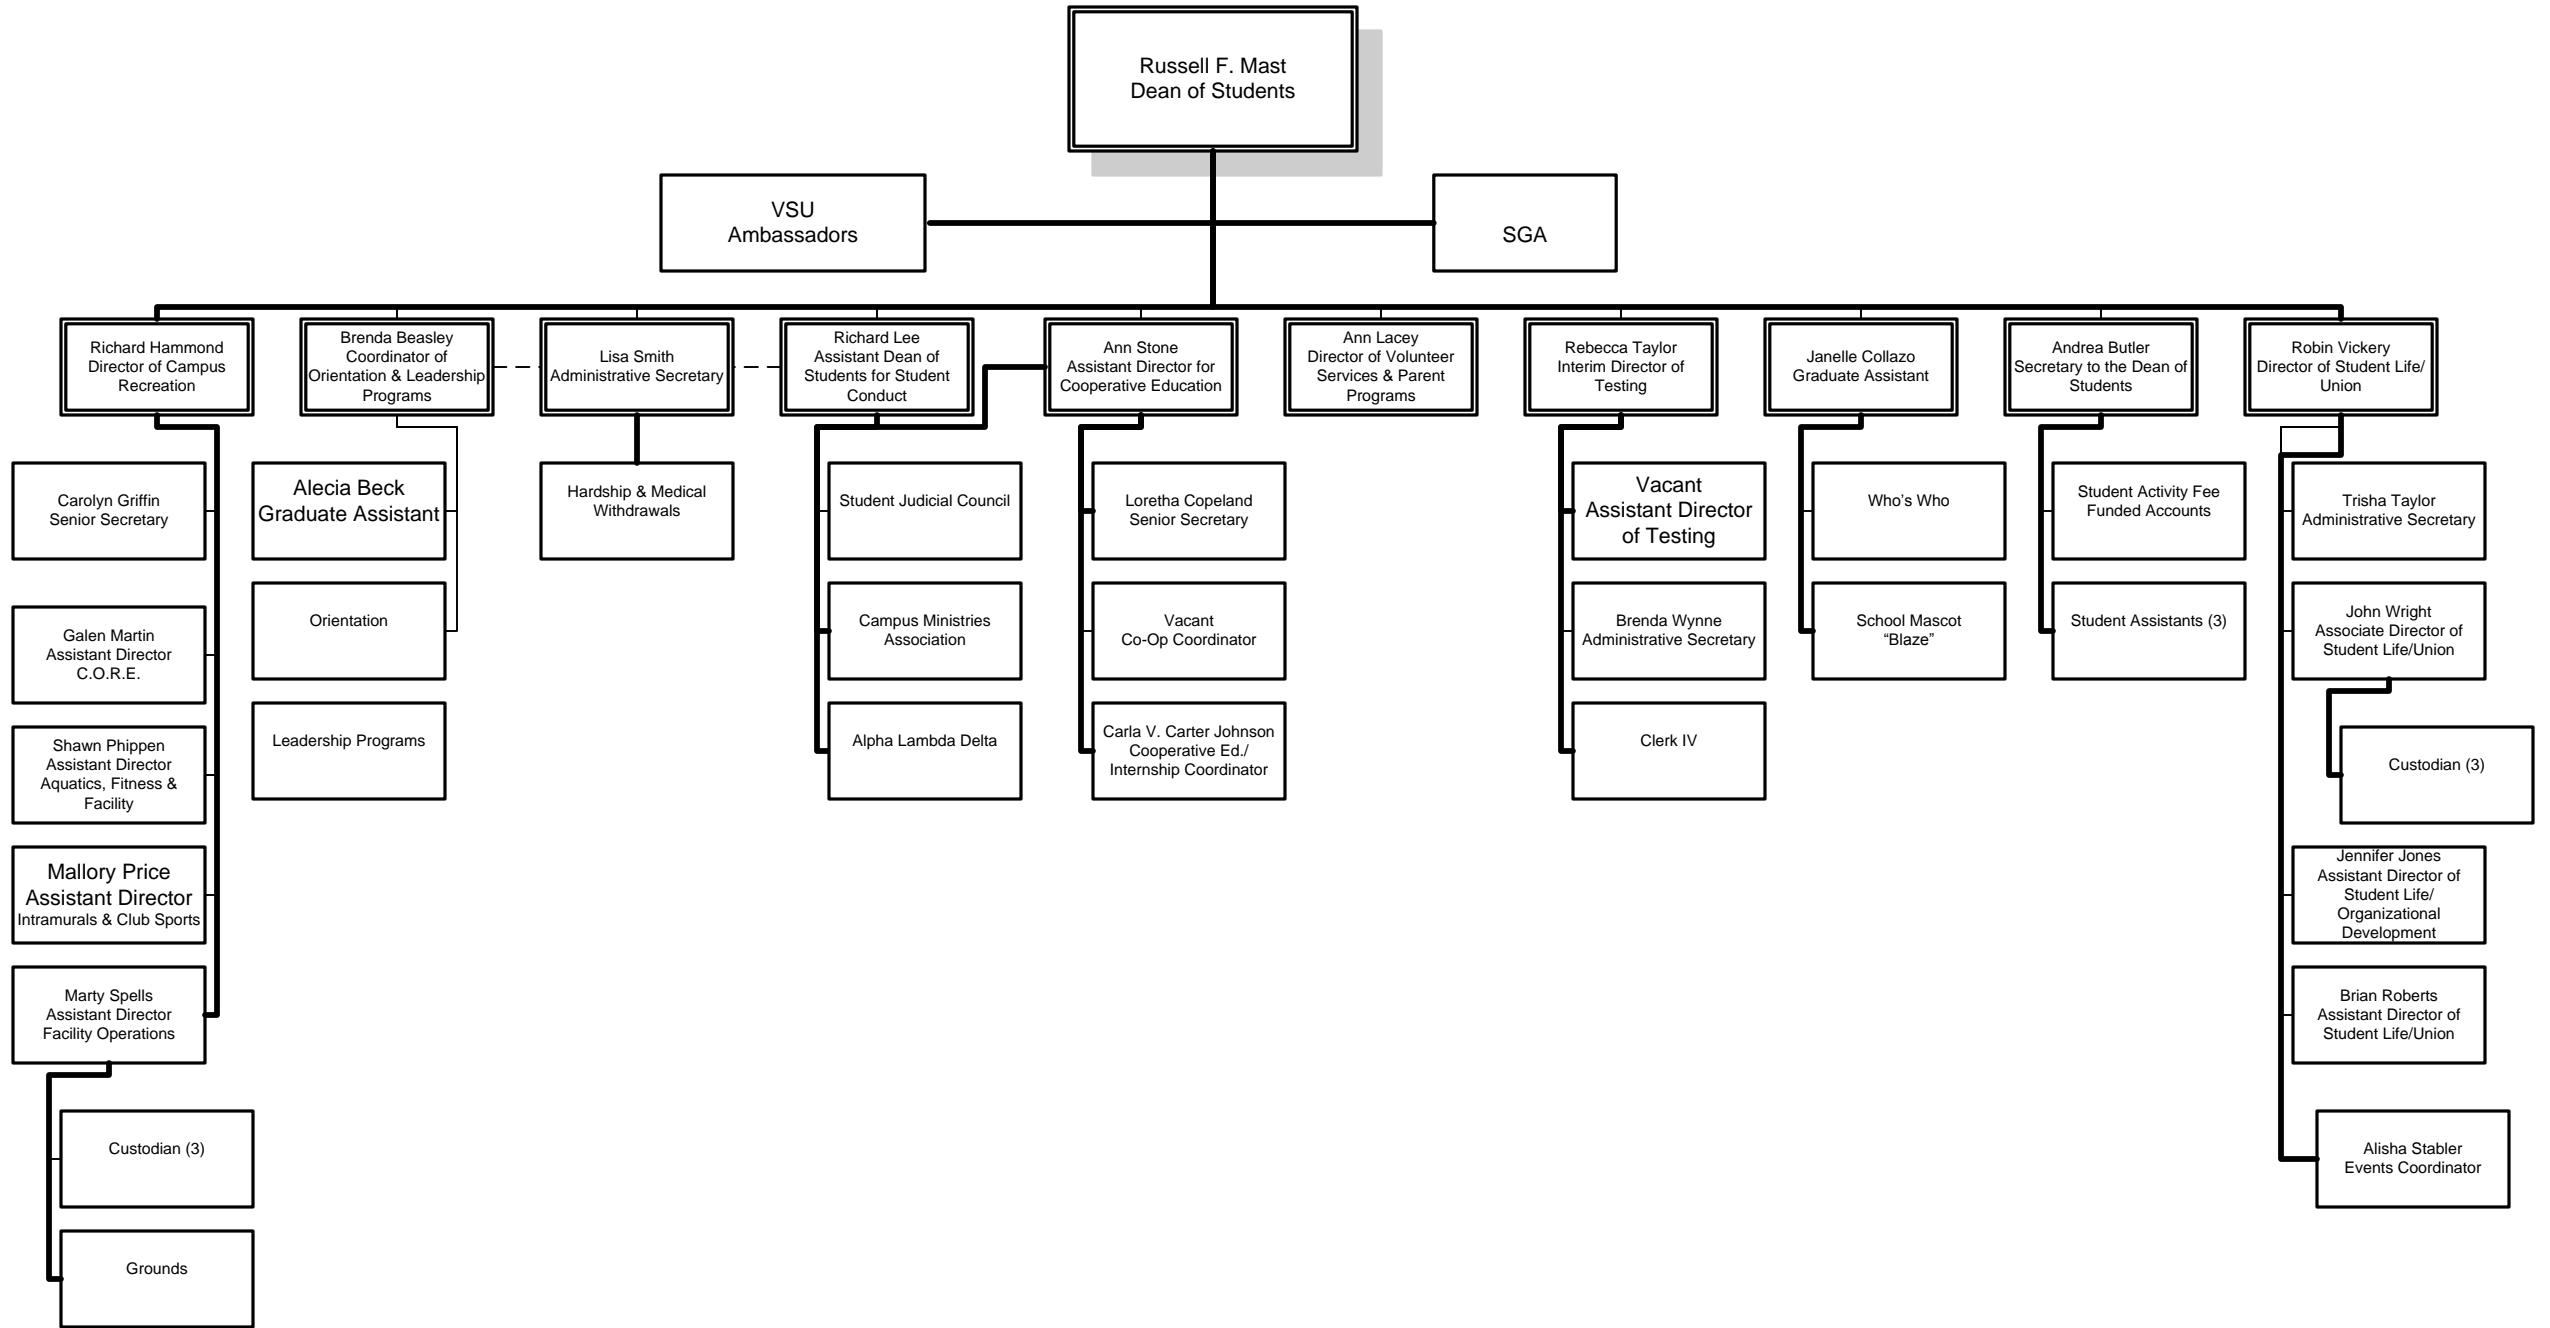 Russell F. Mast
Dean of Students
VSU
Ambassadors
SGA
Richard Hammond
Director of Campus
Recreation
Brenda Beasley
Coordinator of
Orientation & Leadership
Programs
Lisa Smith
Administrative Secretary
Richard Lee
Assistant Dean of
Students for Student
Conduct
Ann Stone
Assistant Director for
Cooperative Education
Ann Lacey
Director of Volunteer
Services & Parent
Programs
Rebecca Taylor
Interim Director of
Testing
Janelle Collazo
Graduate Assistant
Andrea Butler
Secretary to the Dean of
Students
Robin Vickery
Director of Student Life/
Union
Carolyn Griffin
Senior Secretary
Alecia Beck
Graduate Assistant
Hardship & Medical
Withdrawals
Student Judicial Council
Loretha Copeland
Senior Secretary
Vacant
Assistant Director
of Testing
Who's Who
Student Activity Fee
Funded Accounts
Trisha Taylor
Administrative Secretary
Galen Martin
Assistant Director
C.O.R.E.
Orientation
Campus Ministries
Association
Vacant
Co-Op Coordinator
Brenda Wynne
Administrative Secretary
School Mascot
“Blaze”
Student Assistants (3)
John Wright
Associate Director of
Student Life/Union
Shawn Phippen
Assistant Director
Aquatics, Fitness &
Facility
Leadership Programs
Alpha Lambda Delta
Carla V. Carter Johnson
Cooperative Ed./
Internship Coordinator
Clerk IV
Custodian (3)
Mallory Price
Assistant Director
Intramurals & Club Sports
Jennifer Jones
Assistant Director of
Student Life/
Organizational
Development
Marty Spells
Assistant Director
Facility Operations
Brian Roberts
Assistant Director of
Student Life/Union
Custodian (3)
Alisha Stabler
Events Coordinator
Grounds